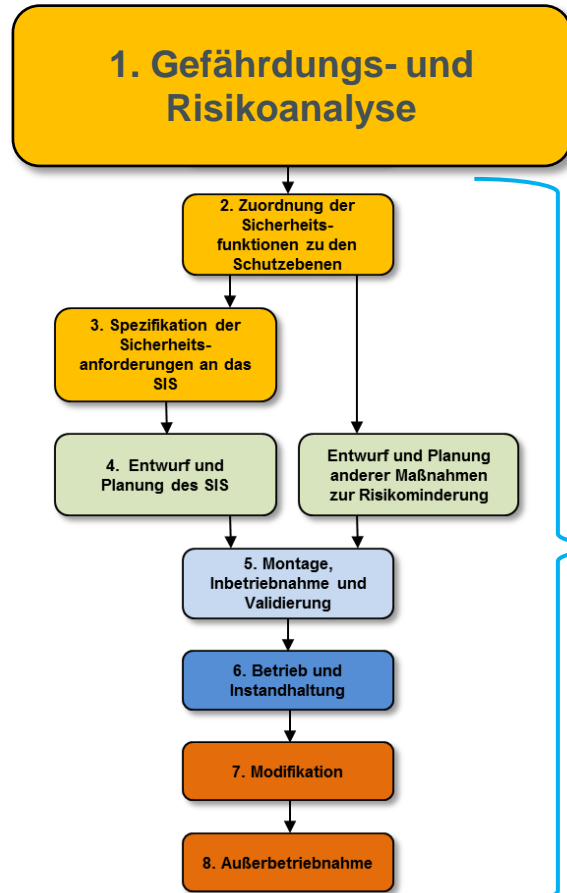 1. Gefährdungs- und
Risikoanalyse
2. Zuordnung der
Sicherheits-
funktionen zu den
Schutzebenen
3. Spezifikation der
Sicherheits-
anforderungen an das
SIS
4. Entwurf und
Planung des SIS
Entwurf und Planung
anderer Maßnahmen
zur Risikominderung
5. Montage,
Inbetriebnahme und
Validierung
6. Betrieb und
Instandhaltung
7. Modifikation
8. Außerbetriebnahme